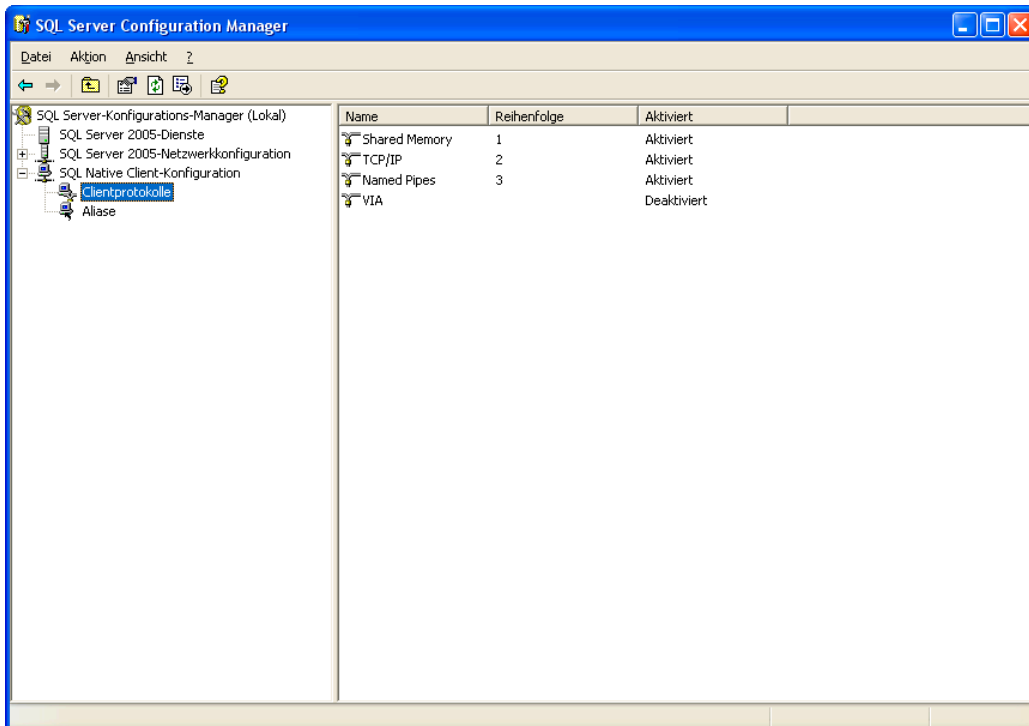 SQL Server Configuration Manager
Datei Aktion Ansicht ?
SQL Server-Konfigurations-Manager (Lokal)
SQL Server 2005-Dienste
SQL Server 2005-Netzwerkkonfiguration
SQL Native Client-Konfiguration
Clientprotokolle
Aliase
Name Reihenfolge Aktiviert
Shared Memory 1 Aktiviert
TCP/IP 2 Aktiviert
Named Pipes 3 Aktiviert
VIA Deaktiviert